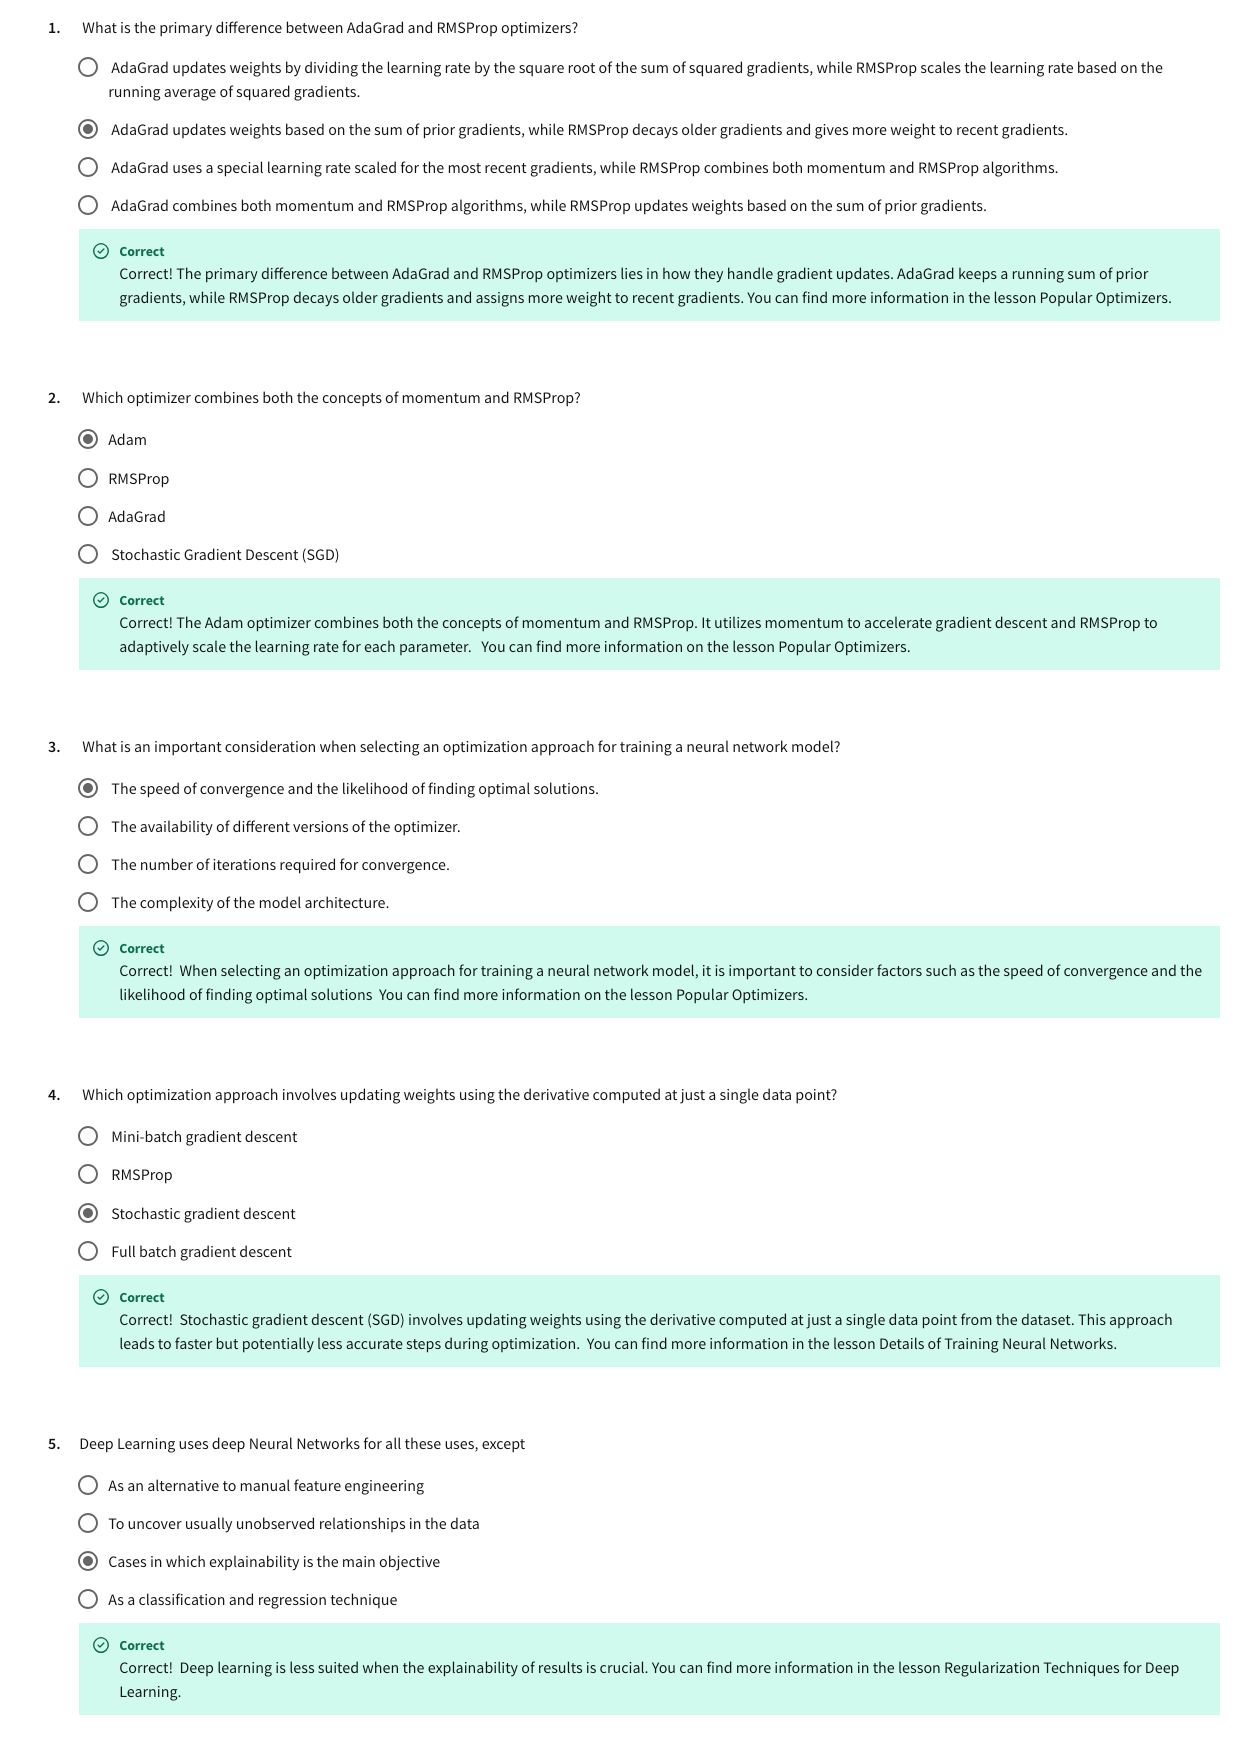 1. What is the primary difference between AdaGrad and RMSProp optimizers?
AdaGrad updates weights by dividing the learning rate by the square root of the sum of squared gradients, while RMSProp scales the learning rate based on the
running average of squared gradients.
AdaGrad updates weights based on the sum of prior gradients, while RMSProp decays older gradients and gives more weight to recent gradients.
AdaGrad uses a special learning rate scaled for the most recent gradients, while RMSProp combines both momentum and RMSProp algorithms.
AdaGrad combines both momentum and RMSProp algorithms, while RMSProp updates weights based on the sum of prior gradients.
Correct
Correct! The primary difference between AdaGrad and RMSProp optimizers lies in how they handle gradient updates. AdaGrad keeps a running sum of prior
gradients, while RMSProp decays older gradients and assigns more weight to recent gradients. You can find more information in the lesson Popular Optimizers.
2. Which optimizer combines both the concepts of momentum and RMSProp?
Adam
RMSProp
AdaGrad
Stochastic Gradient Descent (SGD)
Correct
Correct! The Adam optimizer combines both the concepts of momentum and RMSProp. It utilizes momentum to accelerate gradient descent and RMSProp to
adaptively scale the learning rate for each parameter. You can find more information on the lesson Popular Optimizers.
3. What is an important consideration when selecting an optimization approach for training a neural network model?
The speed of convergence and the likelihood of finding optimal solutions.
The availability of different versions of the optimizer.
The number of iterations required for convergence.
The complexity of the model architecture.
Correct
Correct! When selecting an optimization approach for training a neural network model, it is important to consider factors such as the speed of convergence and the
likelihood of finding optimal solutions You can find more information on the lesson Popular Optimizers.
4. Which optimization approach involves updating weights using the derivative computed at just a single data point?
Mini-batch gradient descent
RMSProp
Stochastic gradient descent
Full batch gradient descent
Correct
Correct! Stochastic gradient descent (SGD) involves updating weights using the derivative computed at just a single data point from the dataset. This approach
leads to faster but potentially less accurate steps during optimization. You can find more information in the lesson Details of Training Neural Networks.
5. Deep Learning uses deep Neural Networks for all these uses, except
As an alternative to manual feature engineering
To uncover usually unobserved relationships in the data
Cases in which explainability is the main objective
As a classification and regression technique
Correct
Correct! Deep learning is less suited when the explainability of results is crucial. You can find more information in the lesson Regularization Techniques for Deep
Learning.